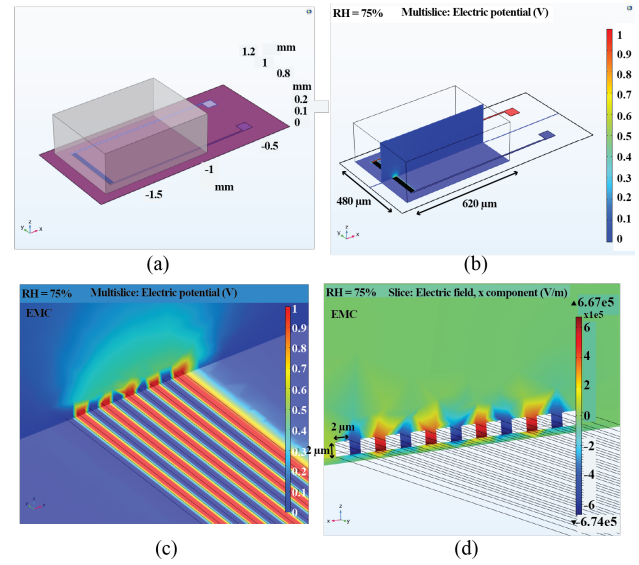 mm
1.2
1
0.8
mm
0.2
0.1
0
-0.5
-1
mm
-1.5
y z x
(a)
RH = 75% Multislice: Electric potential (V)
1
0.9
0.8
0.7
0.6
0.5
0.4
0.3
0.2
0.1
0
480 µm
620 µm
y z x
(b)
RH = 75% Multislice: Electric potential (V)
EMC
1
0.9
0.8
0.7
0.6
0.5
0.4
0.3
0.2
0.1
0
(c)
RH = 75% Slice: Electric field, x component (V/m)
EMC
▲6.67e5
x1e5
6
4
2
0
-2
-4
-6
▼-6.74e5
2 µm
2 µm
x z y
(d)